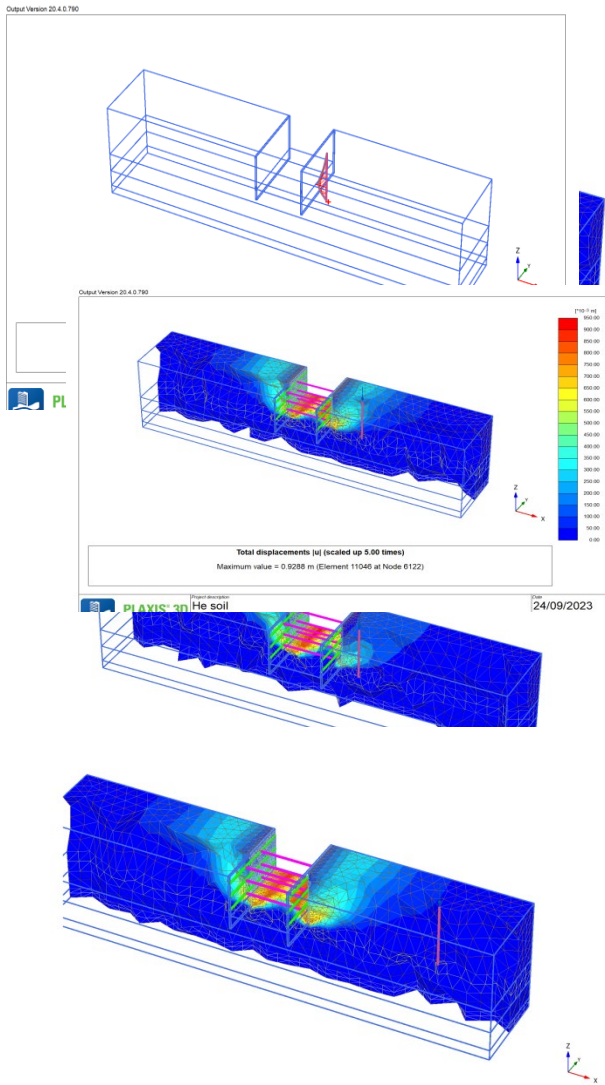 Output Version 20.4.0.790
Z
Y
X
PL
Output Version 20.4.0.790
[*10⁻³ m]
950.00
900.00
850.00
800.00
750.00
700.00
650.00
600.00
550.00
500.00
450.00
400.00
350.00
300.00
250.00
200.00
150.00
100.00
50.00
0.00
Z
Y
X
Total displacements |u| (scaled up 5.00 times)
Maximum value = 0.9288 m (Element 11046 at Node 6122)
PLAXIS® 3D
Project description
He soil
Date
24/09/2023
Z
Y
X